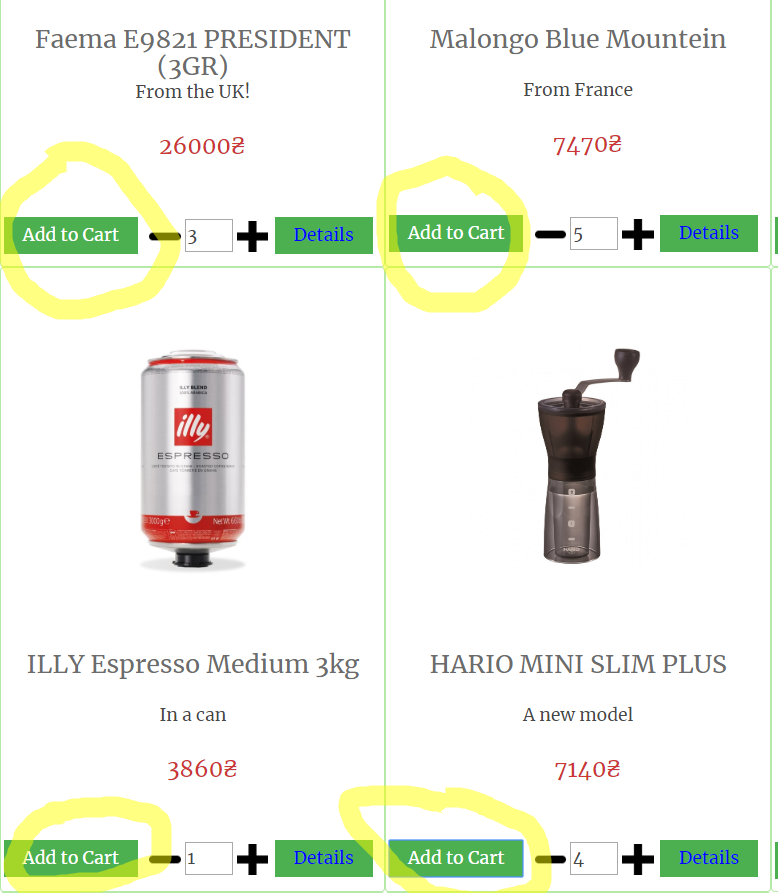 Faema E9821 PRESIDENT
(3GR)
From the UK!
26000₴
Add to Cart
3
Details
Malongo Blue Mountein
From France
7470₴
Add to Cart
5
Details
ILLY BLEND
illy
ESPRESSO
3000g℮
ILLY Espresso Medium 3kg
In a can
3860₴
Add to Cart
1
Details
HARIO MINI SLIM PLUS
A new model
7140₴
Add to Cart
4
Details